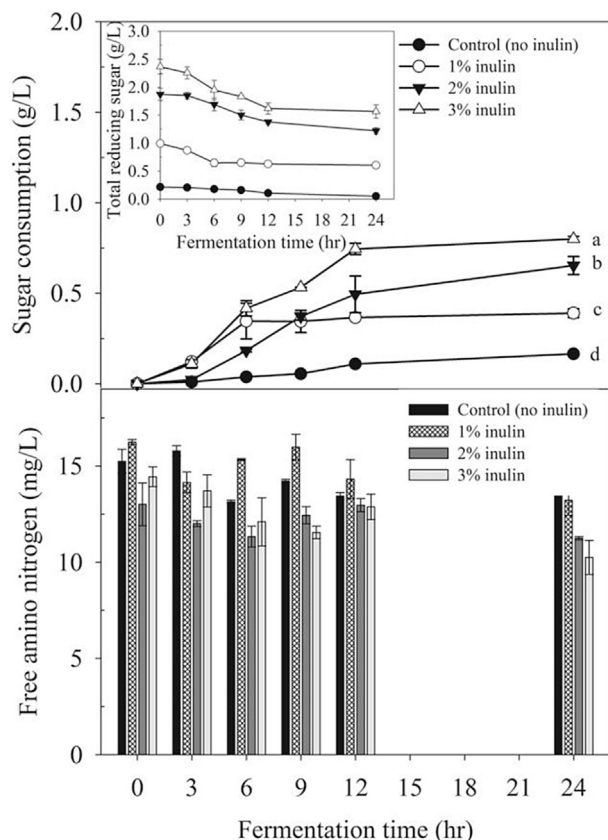 2.0
1.5
1.0
0.5
0.0
Sugar consumption (g/L)
3.0
2.5
2.0
1.5
1.0
0.5
0.0
Total reducing sugar (g/L)
0 3 6 9 12 15 18 21 24
Fermentation time (hr)
Control (no inulin)
1% inulin
2% inulin
3% inulin
a
b
c
d
Control (no inulin)
1% inulin
2% inulin
3% inulin
15
10
5
0
Free amino nitrogen (mg/L)
0 3 6 9 12 15 18 21 24
Fermentation time (hr)